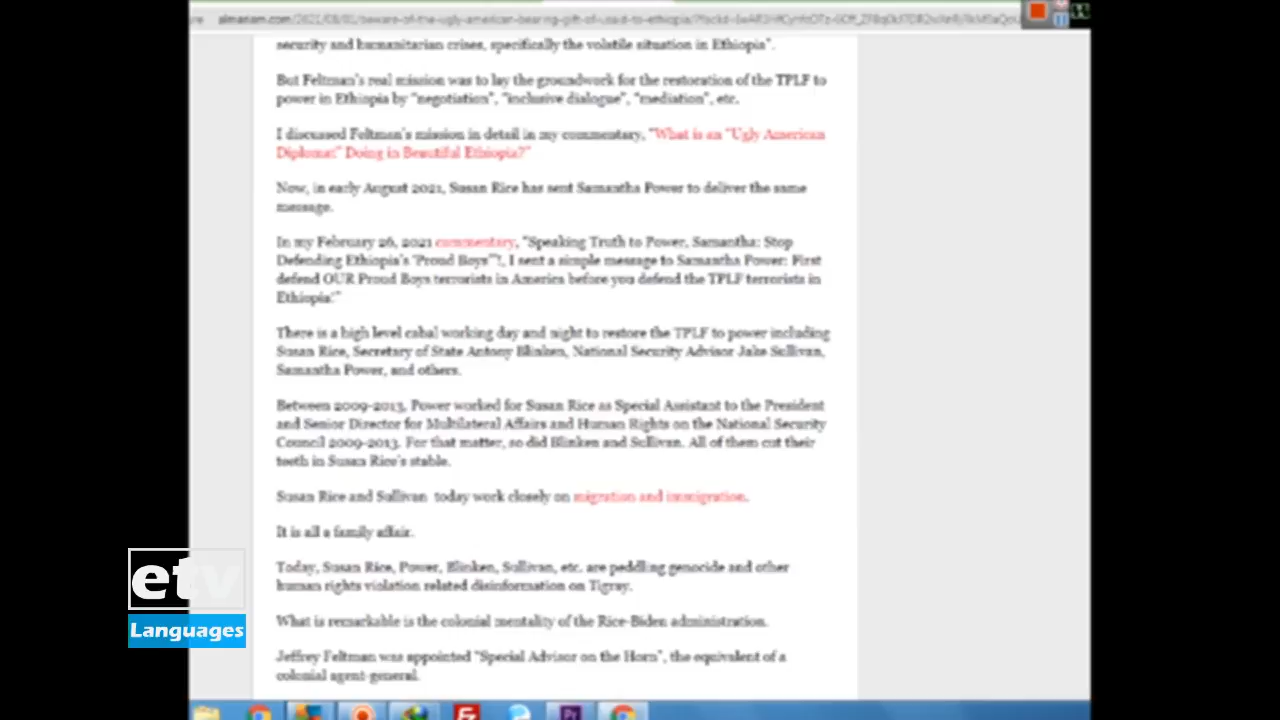 security and humanitarian crises, specifically the volatile situation in Ethiopia".
But Feltman's real mission was to lay the groundwork for the restoration of the TPLF to
power in Ethiopia by "negotiation", "inclusive dialogue", "mediation", etc.
I discussed Feltman's mission in detail in my commentary, "What is an "Ugly American
Diplomat" Doing in Beautiful Ethiopia?"
Now, in early August 2021, Susan Rice has sent Samantha Power to deliver the same
message.
In my February 26, 2021 commentary, "Speaking Truth to Power, Samantha: Stop
Defending Ethiopia's 'Proud Boys'"!, I sent a simple message to Samantha Power: First
defend OUR Proud Boys terrorists in America before you defend the TPLF terrorists in
Ethiopia:"
There is a high level cabal working day and night to restore the TPLF to power including
Susan Rice, Secretary of State Antony Blinken, National Security Advisor Jake Sullivan,
Samantha Power, and others.
Between 2009-2013, Power worked for Susan Rice as Special Assistant to the President
and Senior Director for Multilateral Affairs and Human Rights on the National Security
Council 2009-2013. For that matter, so did Blinken and Sullivan. All of them cut their
teeth in Susan Rice's stable.
Susan Rice and Sullivan today work closely on migration and immigration.
It is all a family affair.
Today, Susan Rice, Power, Blinken, Sullivan, etc. are peddling genocide and other
human rights violation related disinformation on Tigray.
What is remarkable is the colonial mentality of the Rice-Biden administration.
Jeffrey Feltman was appointed "Special Advisor on the Horn", the equivalent of a
colonial agent-general.
etv
Languages